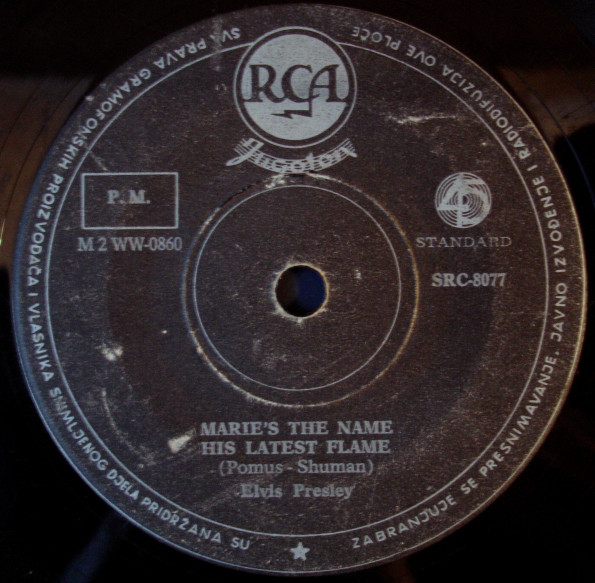 SVA PRAVA GRAMOFONSKIH PROIZVOĐAČA I VLASNIKA SNIMLJENOG DJELA PRIDRŽANA SU
ZABRANJUJE SE PRESNIMAVANJE, JAVNO IZVOĐENJE I RADIODIFUZIJA OVE PLOČE
RCA
Jugoton
P. M.
M 2 WW-0860
45
STANDARD
SRC-8077
MARIE'S THE NAME
HIS LATEST FLAME
(Pomus - Shuman)
Elvis Presley